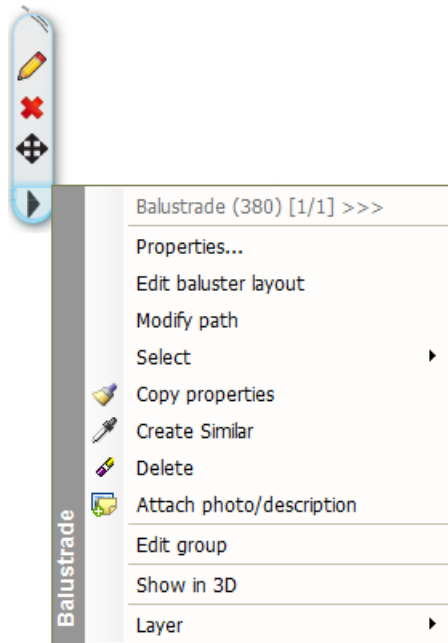 Balustrade (380) [1/1] >>>
Properties...
Edit baluster layout
Modify path
Select
Copy properties
Create Similar
Delete
Attach photo/description
Edit group
Show in 3D
Layer
Balustrade